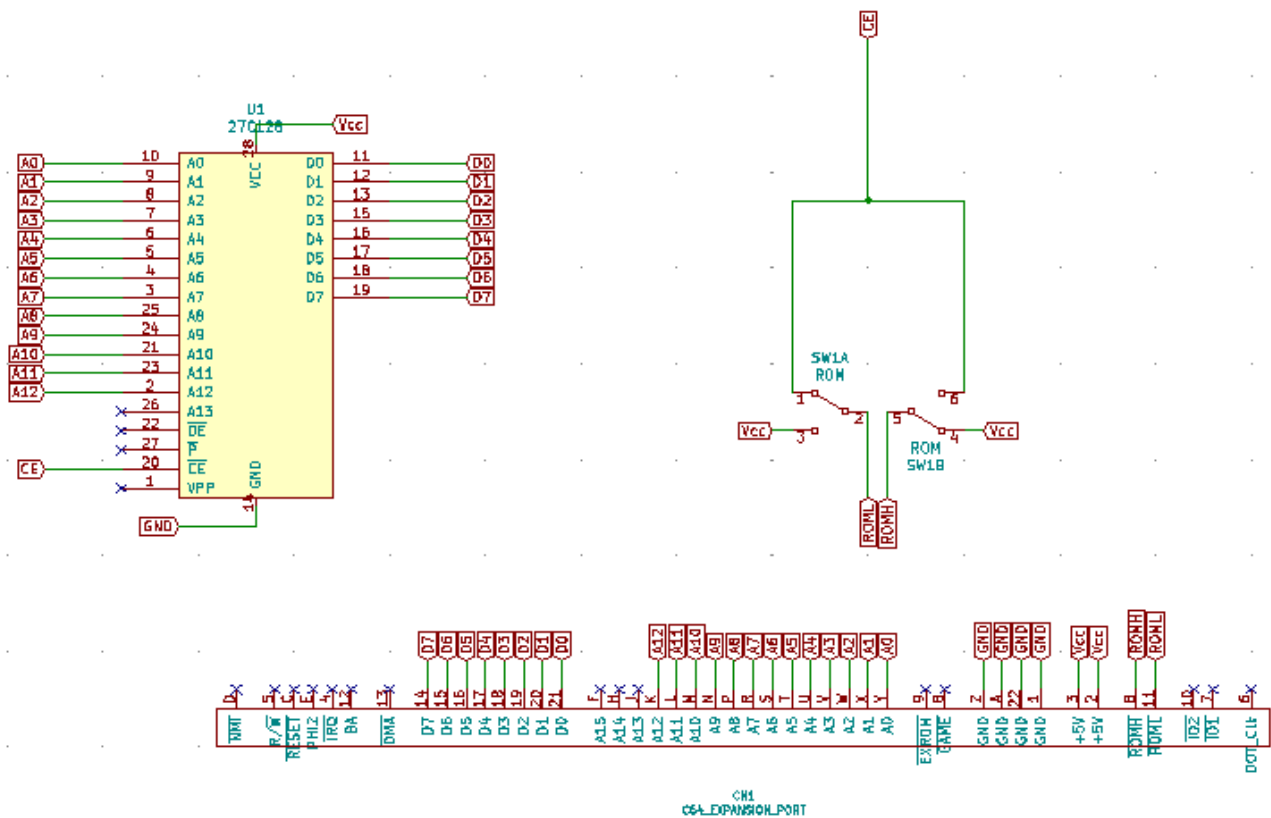 CE
U1
27C128
Vcc
A0 10 A0 VCC 28 D0 11 D0
A1 9 A1 D1 12 D1
A2 8 A2 D2 13 D2
A3 7 A3 D3 15 D3
A4 6 A4 D4 16 D4
A5 5 A5 D5 17 D5
A6 4 A6 D6 18 D6
A7 3 A7 D7 19 D7
A8 25 A8
A9 24 A9
A10 21 A10
A11 23 A11
A12 2 A12
26 A13
22 OE
27 P
CE 20 CE
1 VPP GND 14
GND
SW1A
ROM
1 2 5 6
Vcc 3 4 Vcc
ROM
SW1B
ROML ROMH
D7 D6 D5 D4 D3 D2 D1 D0 A12 A11 A10 A9 A8 A7 A6 A5 A4 A3 A2 A1 A0 GND GND GND GND Vcc Vcc ROMH ROML
D 5 C E 4 12 13 14 15 16 17 18 19 20 21 F H J K L M N P R S T U V W X Y 9 8 Z A 22 1 3 2 B 11 10 7 6
NMI R/W RESET PHI2 IRQ BA DMA D7 D6 D5 D4 D3 D2 D1 D0 A15 A14 A13 A12 A11 A10 A9 A8 A7 A6 A5 A4 A3 A2 A1 A0 EXROM GAME GND GND GND GND +5V +5V ROMH ROML IO2 IO1 DOT_Clk
CN1
C64_EXPANSION_PORT